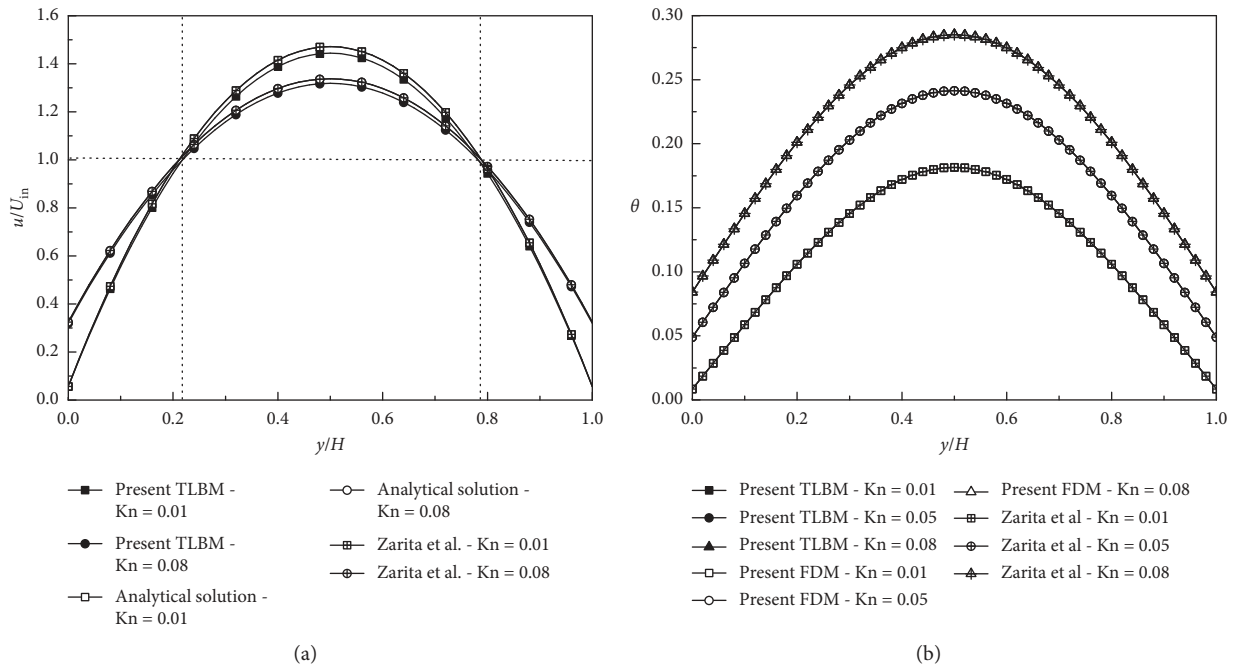 1.6
1.4
1.2
1.0
0.8
0.6
0.4
0.2
0.0
u/Uin
0.0 0.2 0.4 0.6 0.8 1.0
y/H
Present TLBM -
Kn = 0.01
Present TLBM -
Kn = 0.08
Analytical solution -
Kn = 0.01
Analytical solution -
Kn = 0.08
Zarita et al. - Kn = 0.01
Zarita et al. - Kn = 0.08
(a)
0.30
0.25
0.20
0.15
0.10
0.05
0.00
θ
0.0 0.2 0.4 0.6 0.8 1.0
y/H
Present TLBM - Kn = 0.01
Present TLBM - Kn = 0.05
Present TLBM - Kn = 0.08
Present FDM - Kn = 0.01
Present FDM - Kn = 0.05
Present FDM - Kn = 0.08
Zarita et al - Kn = 0.01
Zarita et al - Kn = 0.05
Zarita et al - Kn = 0.08
(b)